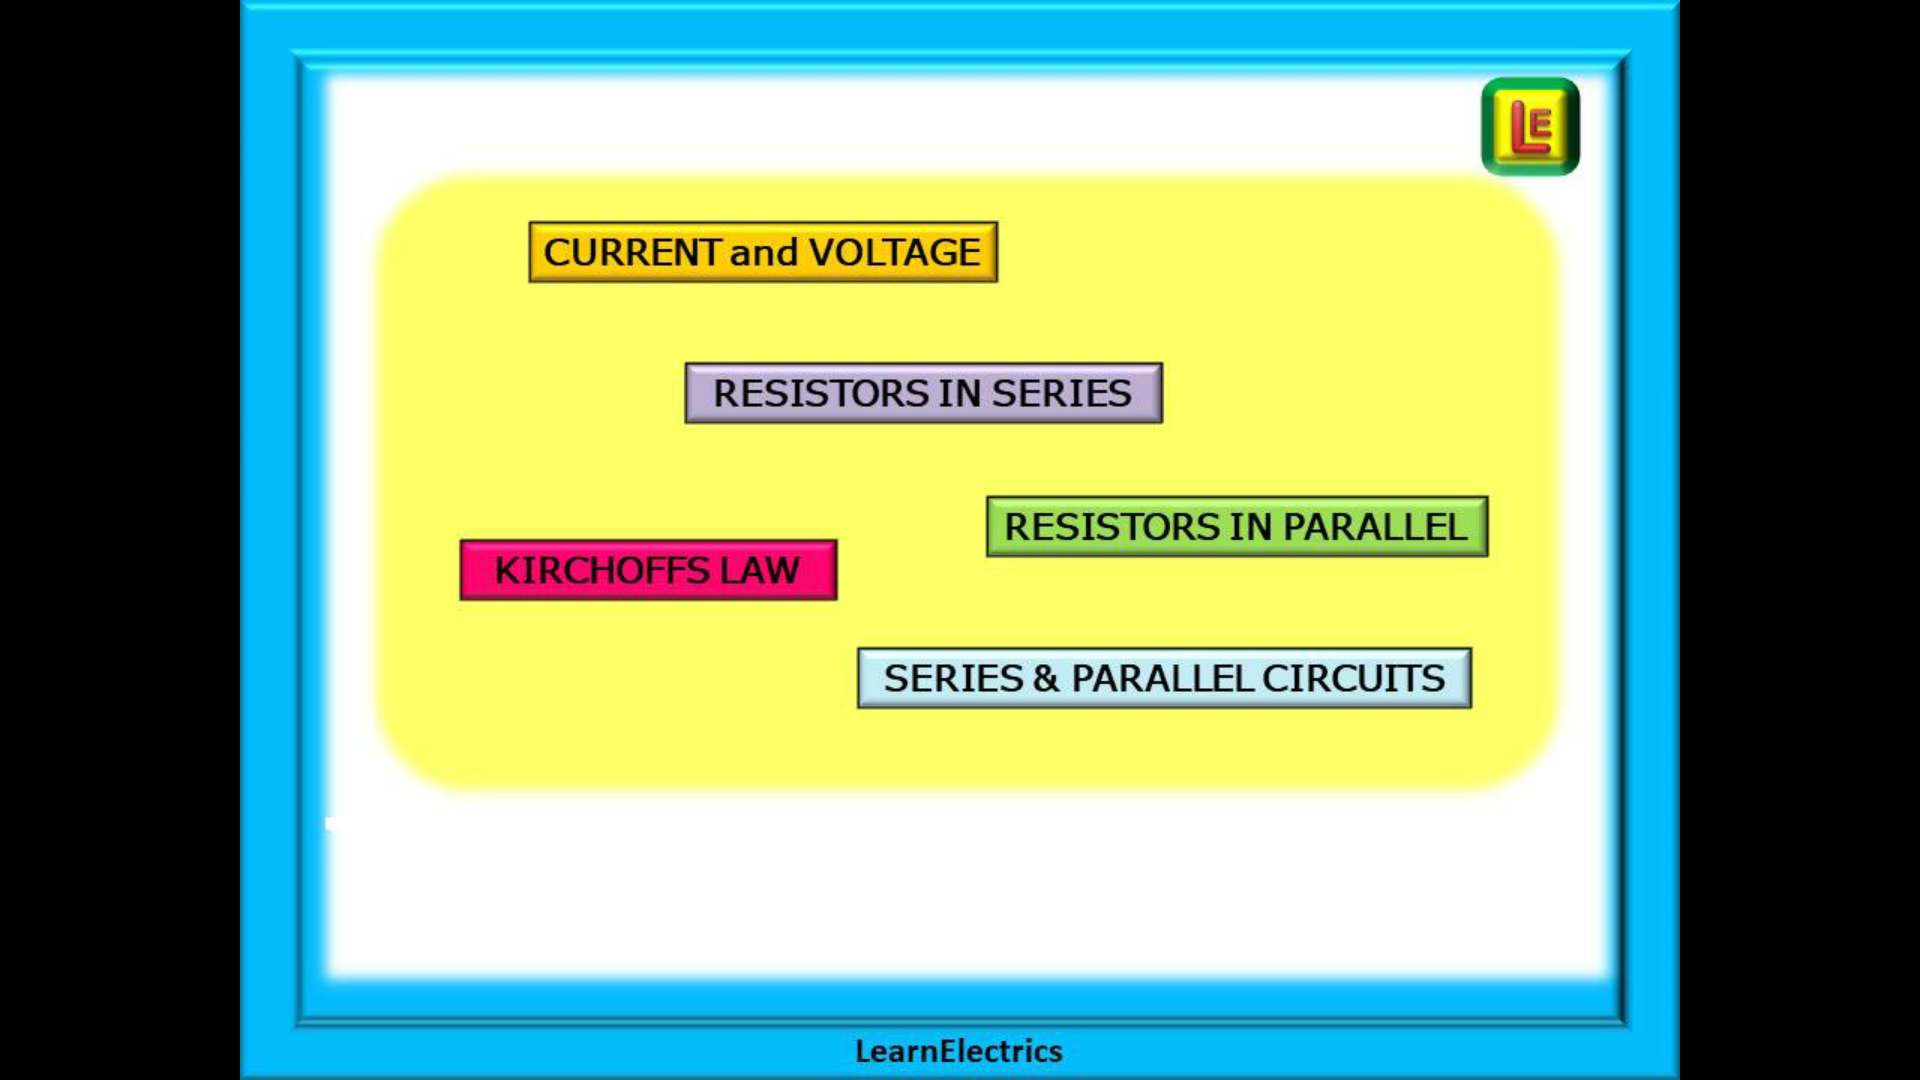 LE
CURRENT and VOLTAGE
RESISTORS IN SERIES
RESISTORS IN PARALLEL
KIRCHOFFS LAW
SERIES & PARALLEL CIRCUITS
LearnElectrics